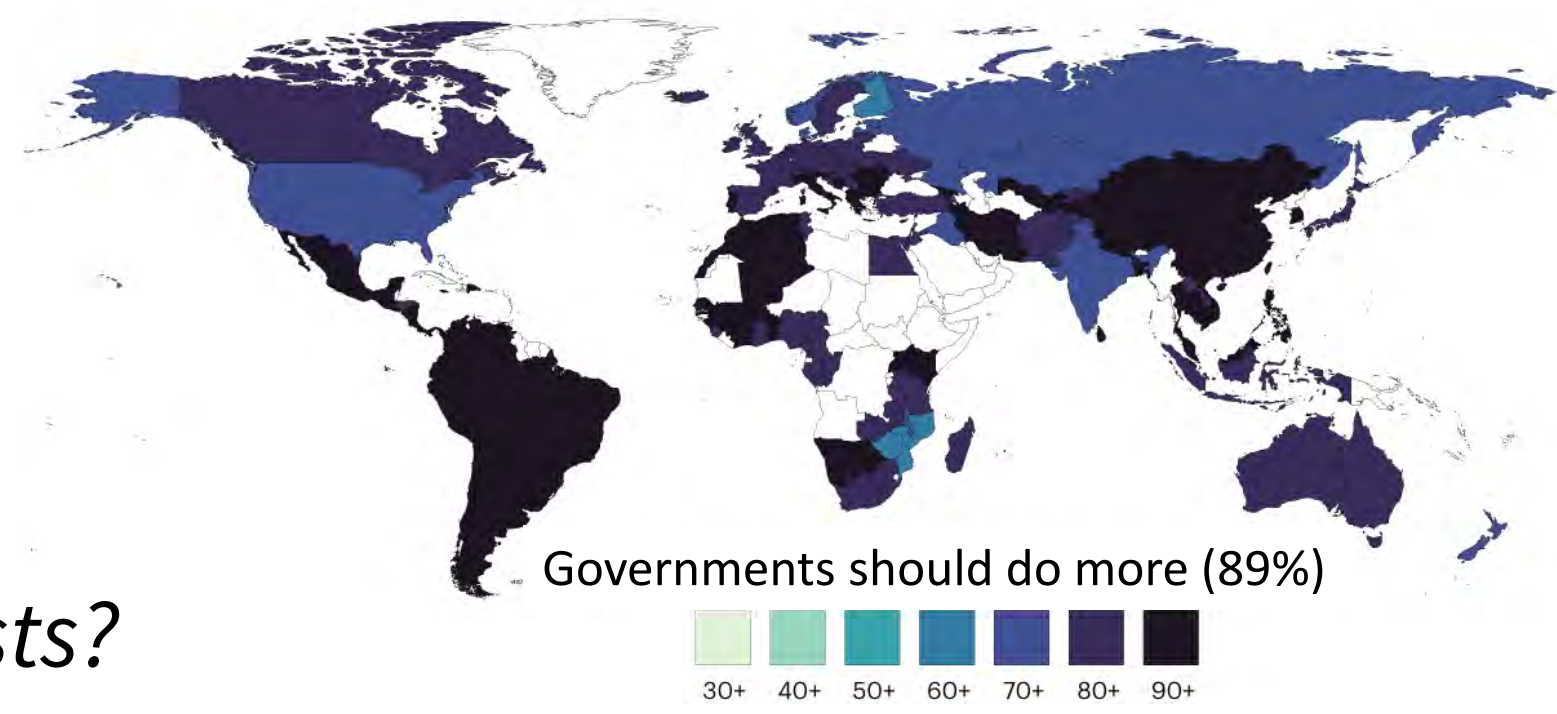 Governments should do more (89%)
sts?
30+ 40+ 50+ 60+ 70+ 80+ 90+